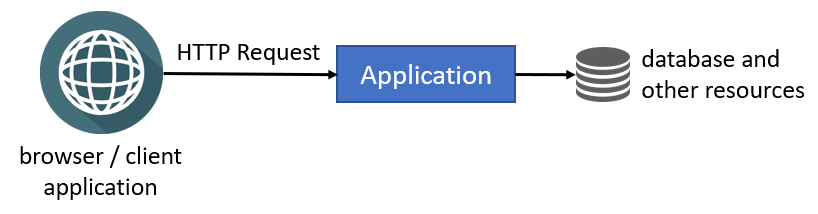 HTTP Request
Application
database and
other resources
browser / client
application